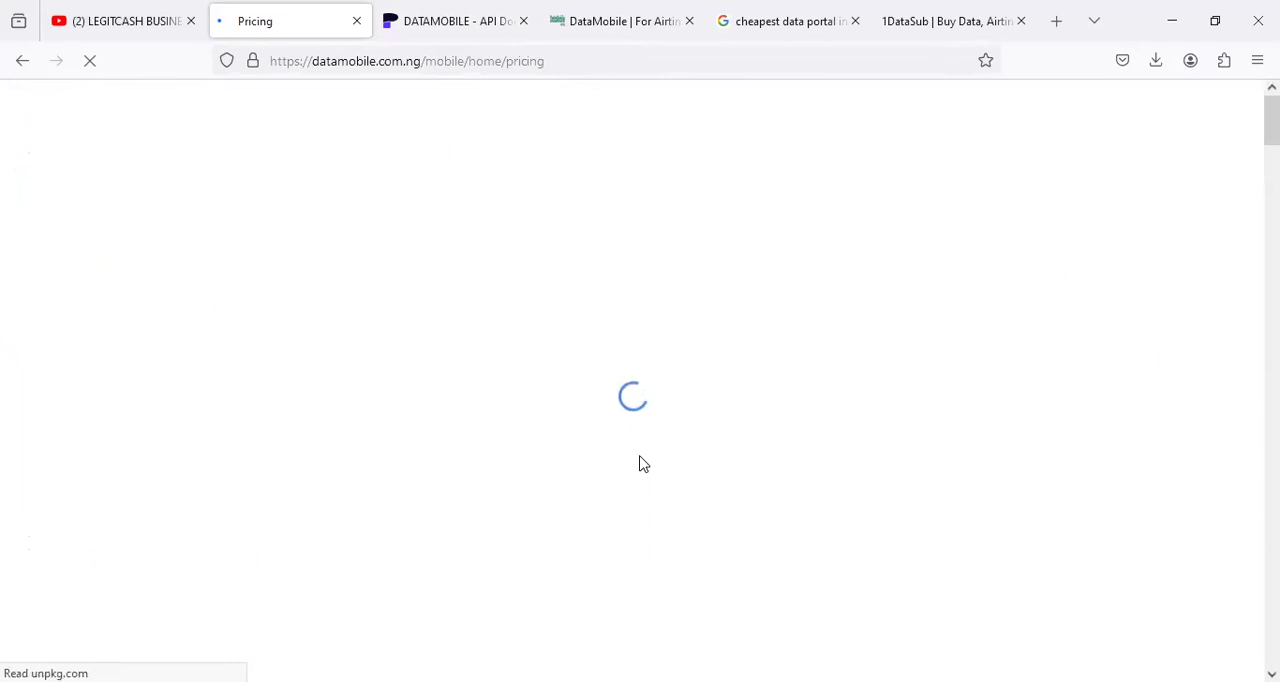 (2) LEGITCASH BUSINE
Pricing
DATAMOBILE - API Do
DataMobile | For Airtin
cheapest data portal in
1DataSub | Buy Data, Airtin
https://datamobile.com.ng/mobile/home/pricing
Read unpkg.com